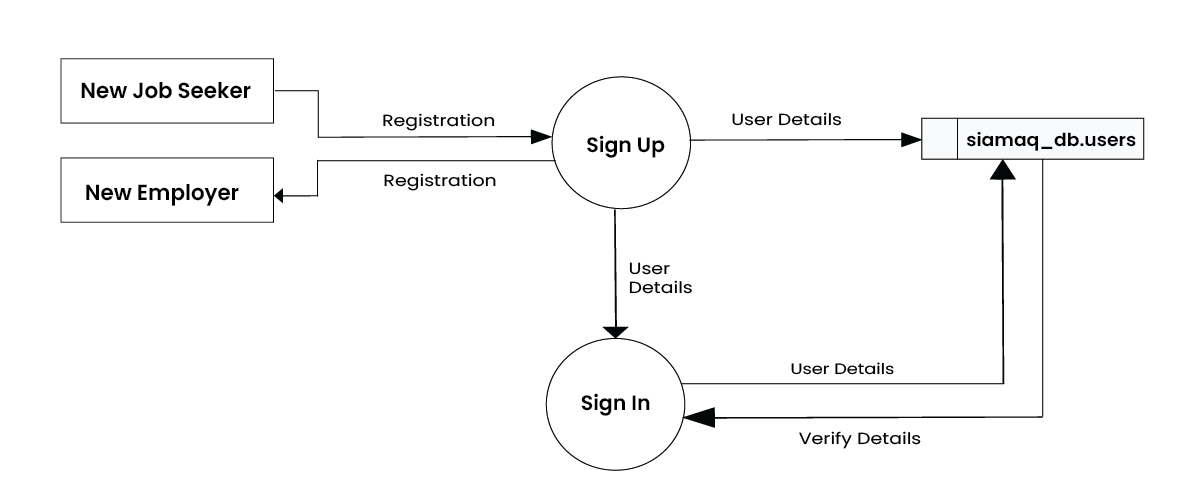 New Job Seeker
Registration
Sign Up
User Details
siamaq_db.users
New Employer
Registration
User
Details
User Details
Sign In
Verify Details